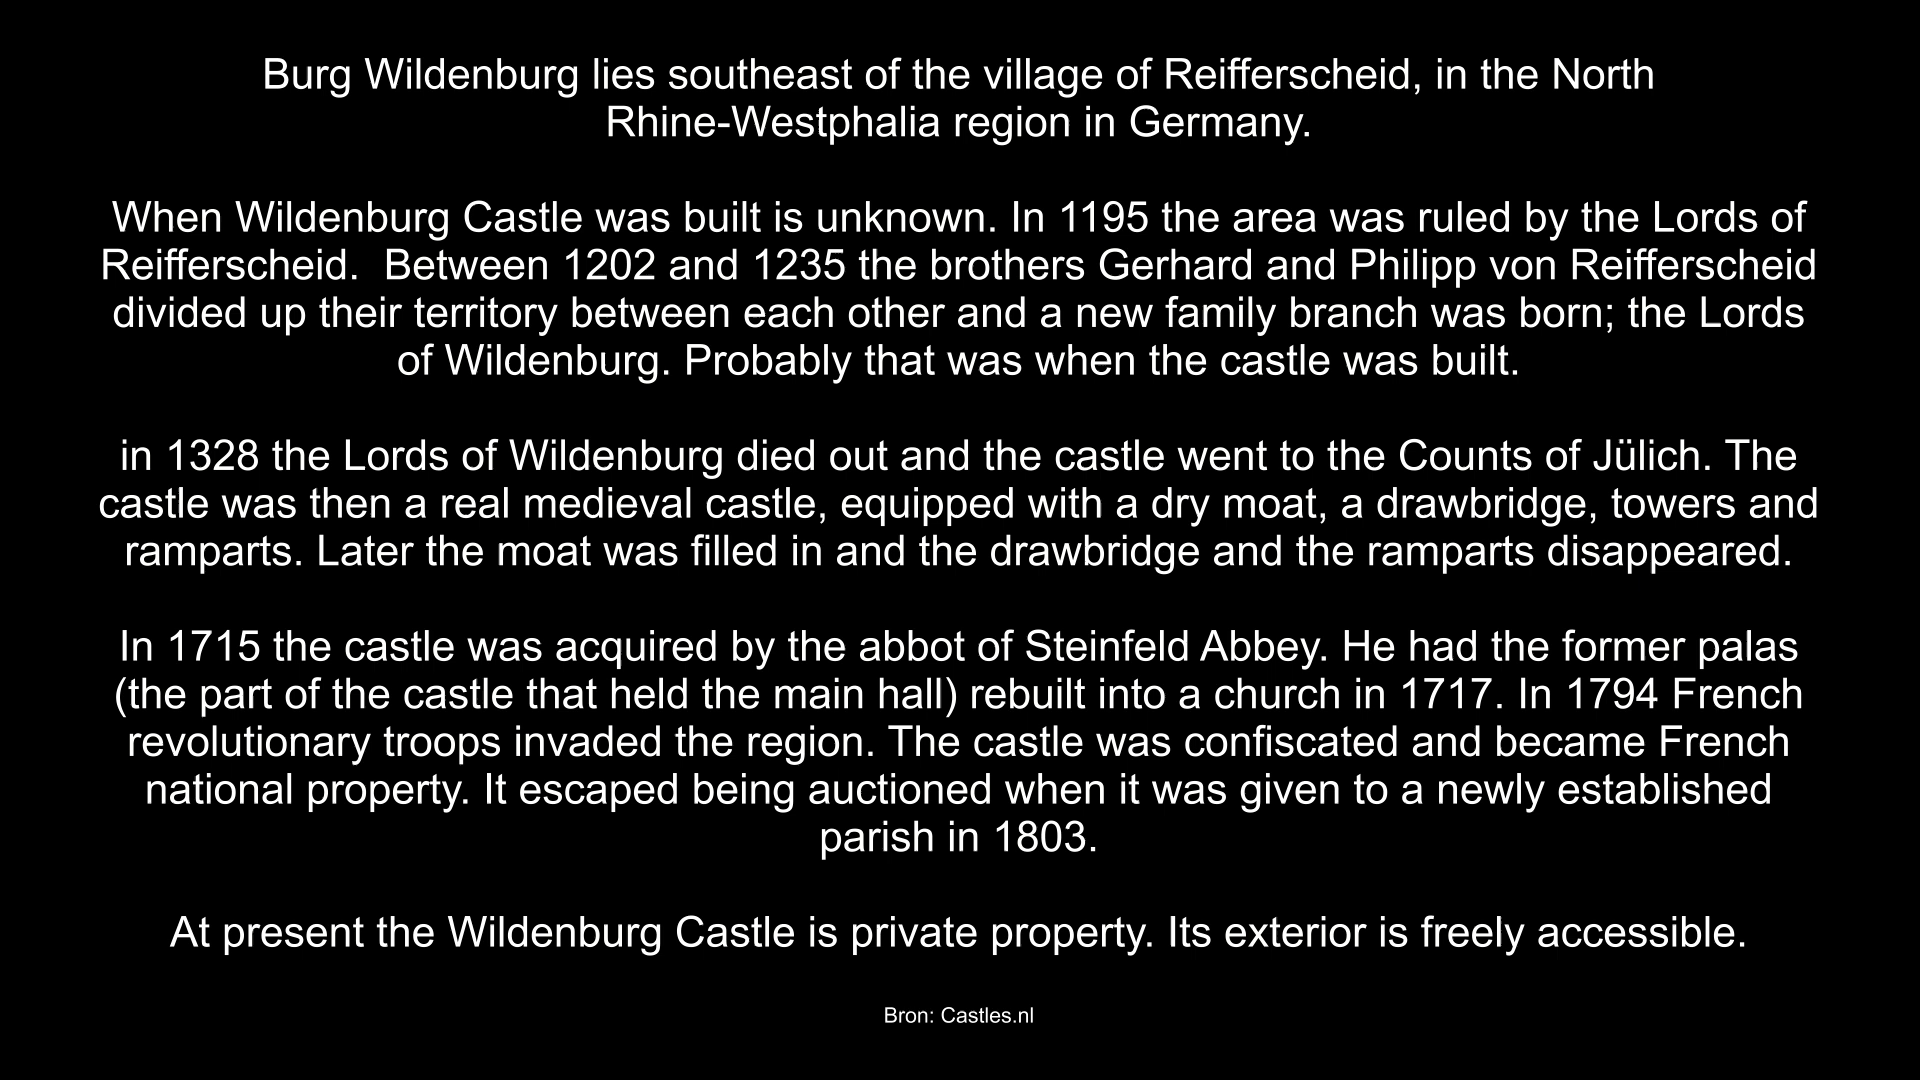 Burg Wildenburg lies southeast of the village of Reifferscheid, in the North
Rhine-Westphalia region in Germany.
When Wildenburg Castle was built is unknown. In 1195 the area was ruled by the Lords of
Reifferscheid.  Between 1202 and 1235 the brothers Gerhard and Philipp von Reifferscheid
divided up their territory between each other and a new family branch was born; the Lords
of Wildenburg. Probably that was when the castle was built.
in 1328 the Lords of Wildenburg died out and the castle went to the Counts of Jülich. The
castle was then a real medieval castle, equipped with a dry moat, a drawbridge, towers and
ramparts. Later the moat was filled in and the drawbridge and the ramparts disappeared.
In 1715 the castle was acquired by the abbot of Steinfeld Abbey. He had the former palas
(the part of the castle that held the main hall) rebuilt into a church in 1717. In 1794 French
revolutionary troops invaded the region. The castle was confiscated and became French
national property. It escaped being auctioned when it was given to a newly established
parish in 1803.
At present the Wildenburg Castle is private property. Its exterior is freely accessible.
Bron: Castles.nl